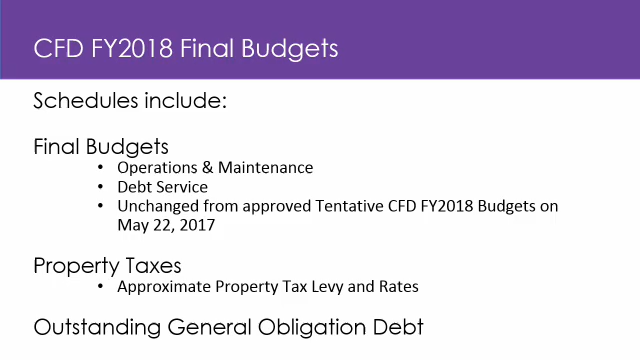 CFD FY2018 Final Budgets
Schedules include:
Final Budgets
• Operations & Maintenance
• Debt Service
• Unchanged from approved Tentative CFD FY2018 Budgets on
May 22, 2017
Property Taxes
• Approximate Property Tax Levy and Rates
Outstanding General Obligation Debt